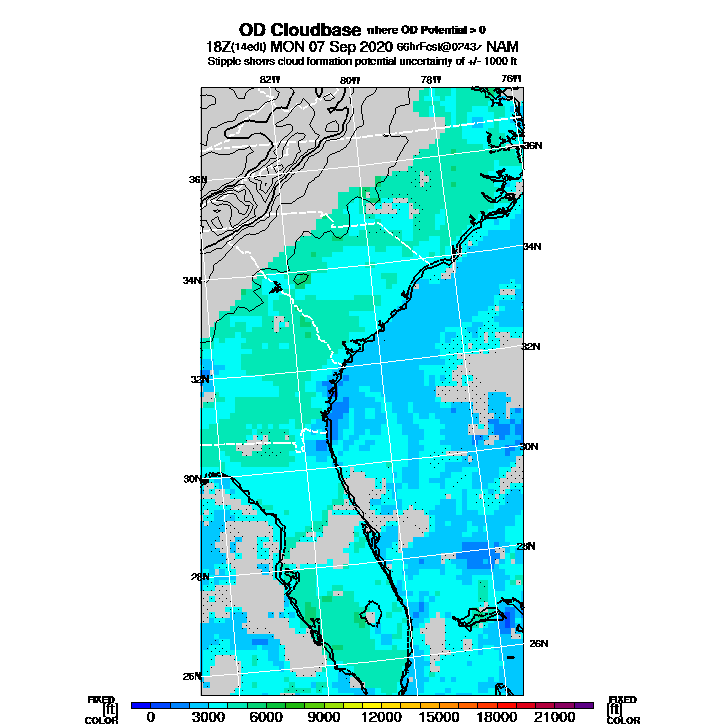 OD Cloudbase where OD Potential > 0
18Z(14edt) MON 07 Sep 2020 66hrFcst@0743z NAM
Stipple shows cloud formation potential uncertainty of +/- 1000 ft
82W 80W 78W 76W
36N
36N
34N
34N
32N
32N
30N
30N
28N
28N
26N
26N
FIXED [ft] COLOR
0 3000 6000 9000 12000 15000 18000 21000
FIXED [ft] COLOR